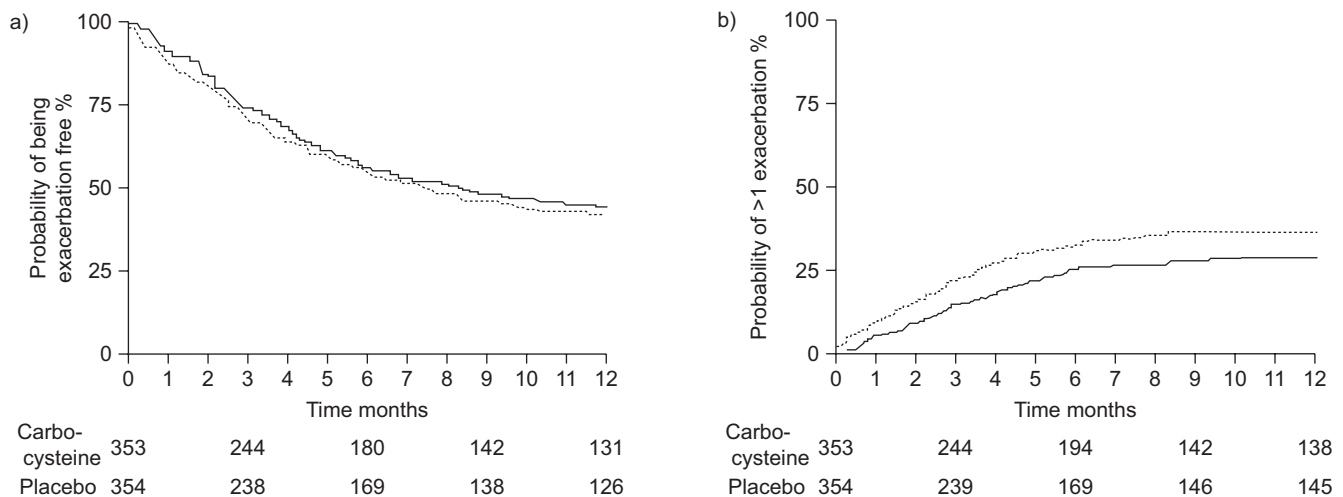 a)
Probability of being
exacerbation free %
100
75
50
25
0
0 1 2 3 4 5 6 7 8 9 10 11 12
Time months
Carbo-
cysteine 353 244 180 142 131
Placebo 354 238 169 138 126
b)
Probability of >1 exacerbation %
100
75
50
25
0
0 1 2 3 4 5 6 7 8 9 10 11 12
Time months
Carbo-
cysteine 353 244 194 142 138
Placebo 354 239 169 146 145